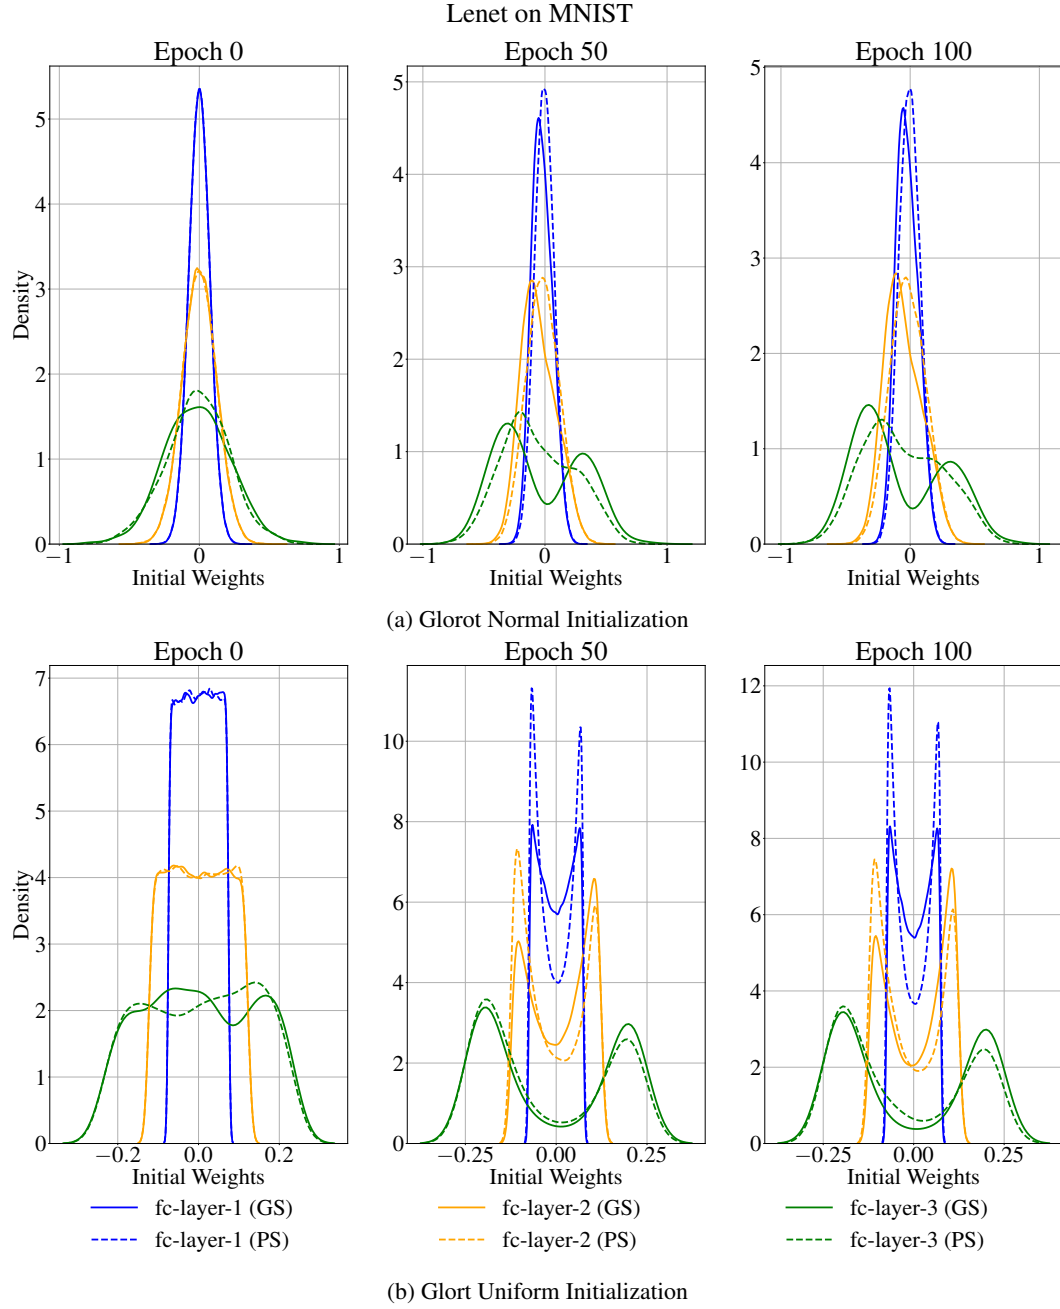 Lenet on MNIST
Epoch 0
Epoch 50
Epoch 100
Density
5
4
3
2
1
0
−1
0
1
Initial Weights
5
4
3
2
1
0
−1
0
1
Initial Weights
5
4
3
2
1
0
−1
0
1
Initial Weights
(a) Glorot Normal Initialization
Epoch 0
Epoch 50
Epoch 100
Density
7
6
5
4
3
2
1
0
−0.2
0.0
0.2
Initial Weights
10
8
6
4
2
0
−0.25
0.00
0.25
Initial Weights
12
10
8
6
4
2
0
−0.25
0.00
0.25
Initial Weights
fc-layer-1 (GS)
fc-layer-2 (GS)
fc-layer-3 (GS)
fc-layer-1 (PS)
fc-layer-2 (PS)
fc-layer-3 (PS)
(b) Glort Uniform Initialization